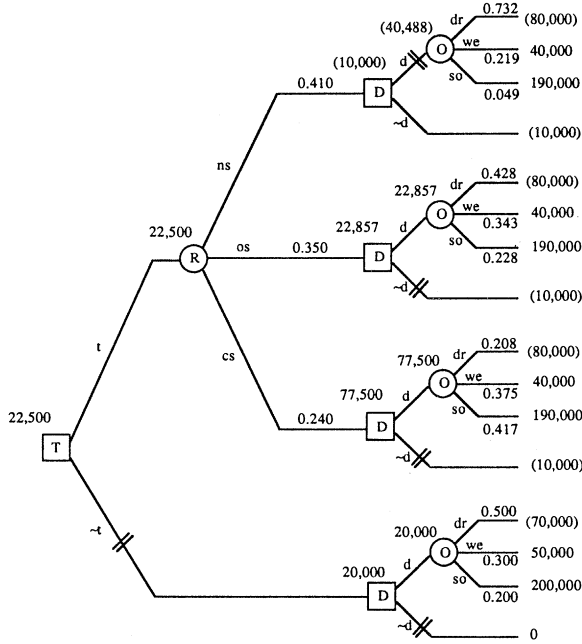 0.732
dr (80,000)
(40,488)
O we 40,000
0.219
(10,000) d so 190,000
0.049
0.410 D
~d (10,000)
ns
0.428
dr (80,000)
22,857
O we 40,000
0.343
22,857 d so 190,000
0.228
22,500 os 0.350 D
R
~d (10,000)
t cs
0.208
dr (80,000)
77,500
O we 40,000
0.375
77,500 d so 190,000
0.417
0.240 D
22,500
T
~d (10,000)
~t
0.500
dr (70,000)
20,000
O we 50,000
0.300
20,000 d so 200,000
0.200
D
~d 0